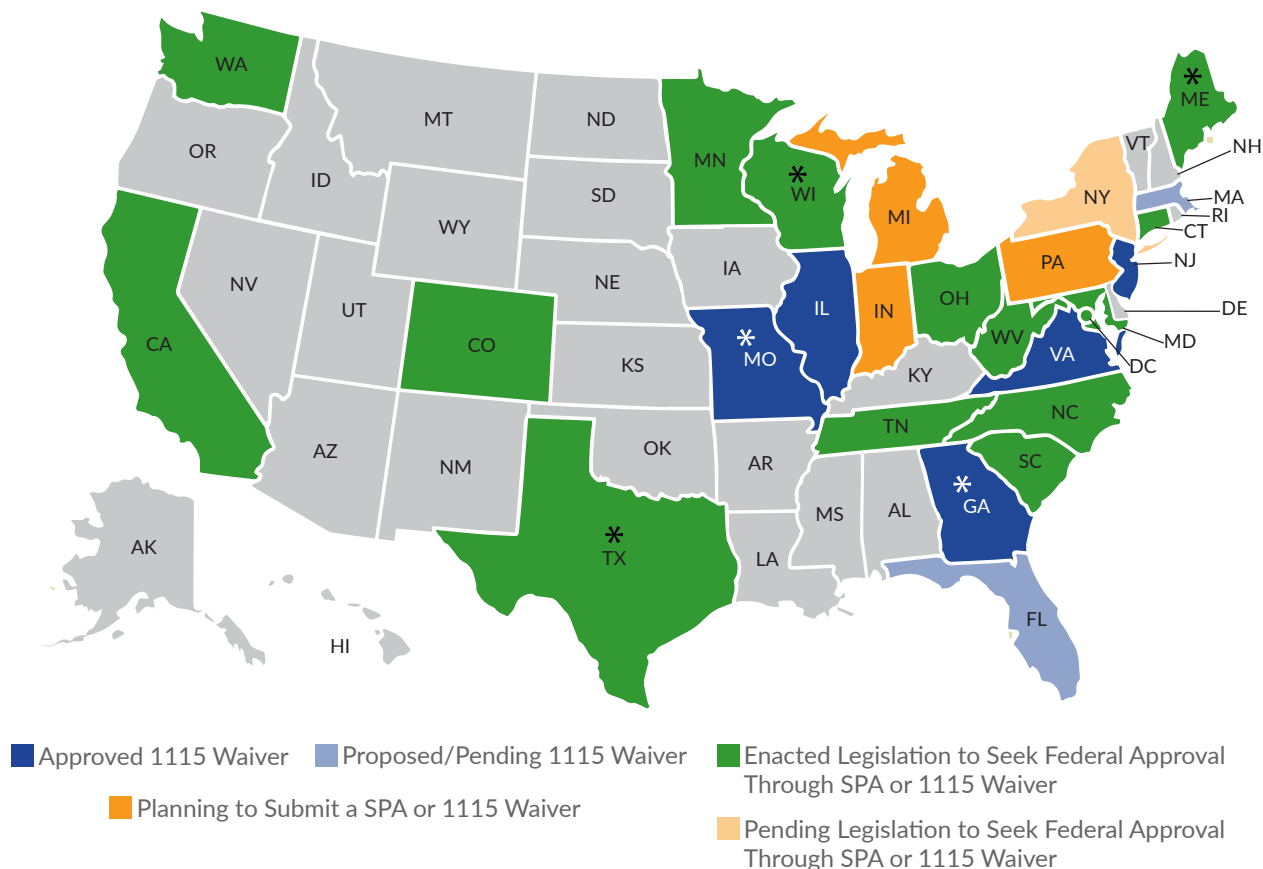 WA
ME
MT
ND
MN
VT
NH
OR
ID
SD
WI
NY
MA
WY
MI
RI
CT
IA
PA
NJ
NV
NE
UT
IL
IN
OH
DE
CA
CO
KS
MO
WV
VA
MD
DC
KY
NC
TN
AZ
NM
OK
AR
SC
GA
MS
AL
AK
TX
LA
FL
HI
*
*
*
*
*
Approved 1115 Waiver
Proposed/Pending 1115 Waiver
Enacted Legislation to Seek Federal Approval
Through SPA or 1115 Waiver
Planning to Submit a SPA or 1115 Waiver
Pending Legislation to Seek Federal Approval
Through SPA or 1115 Waiver